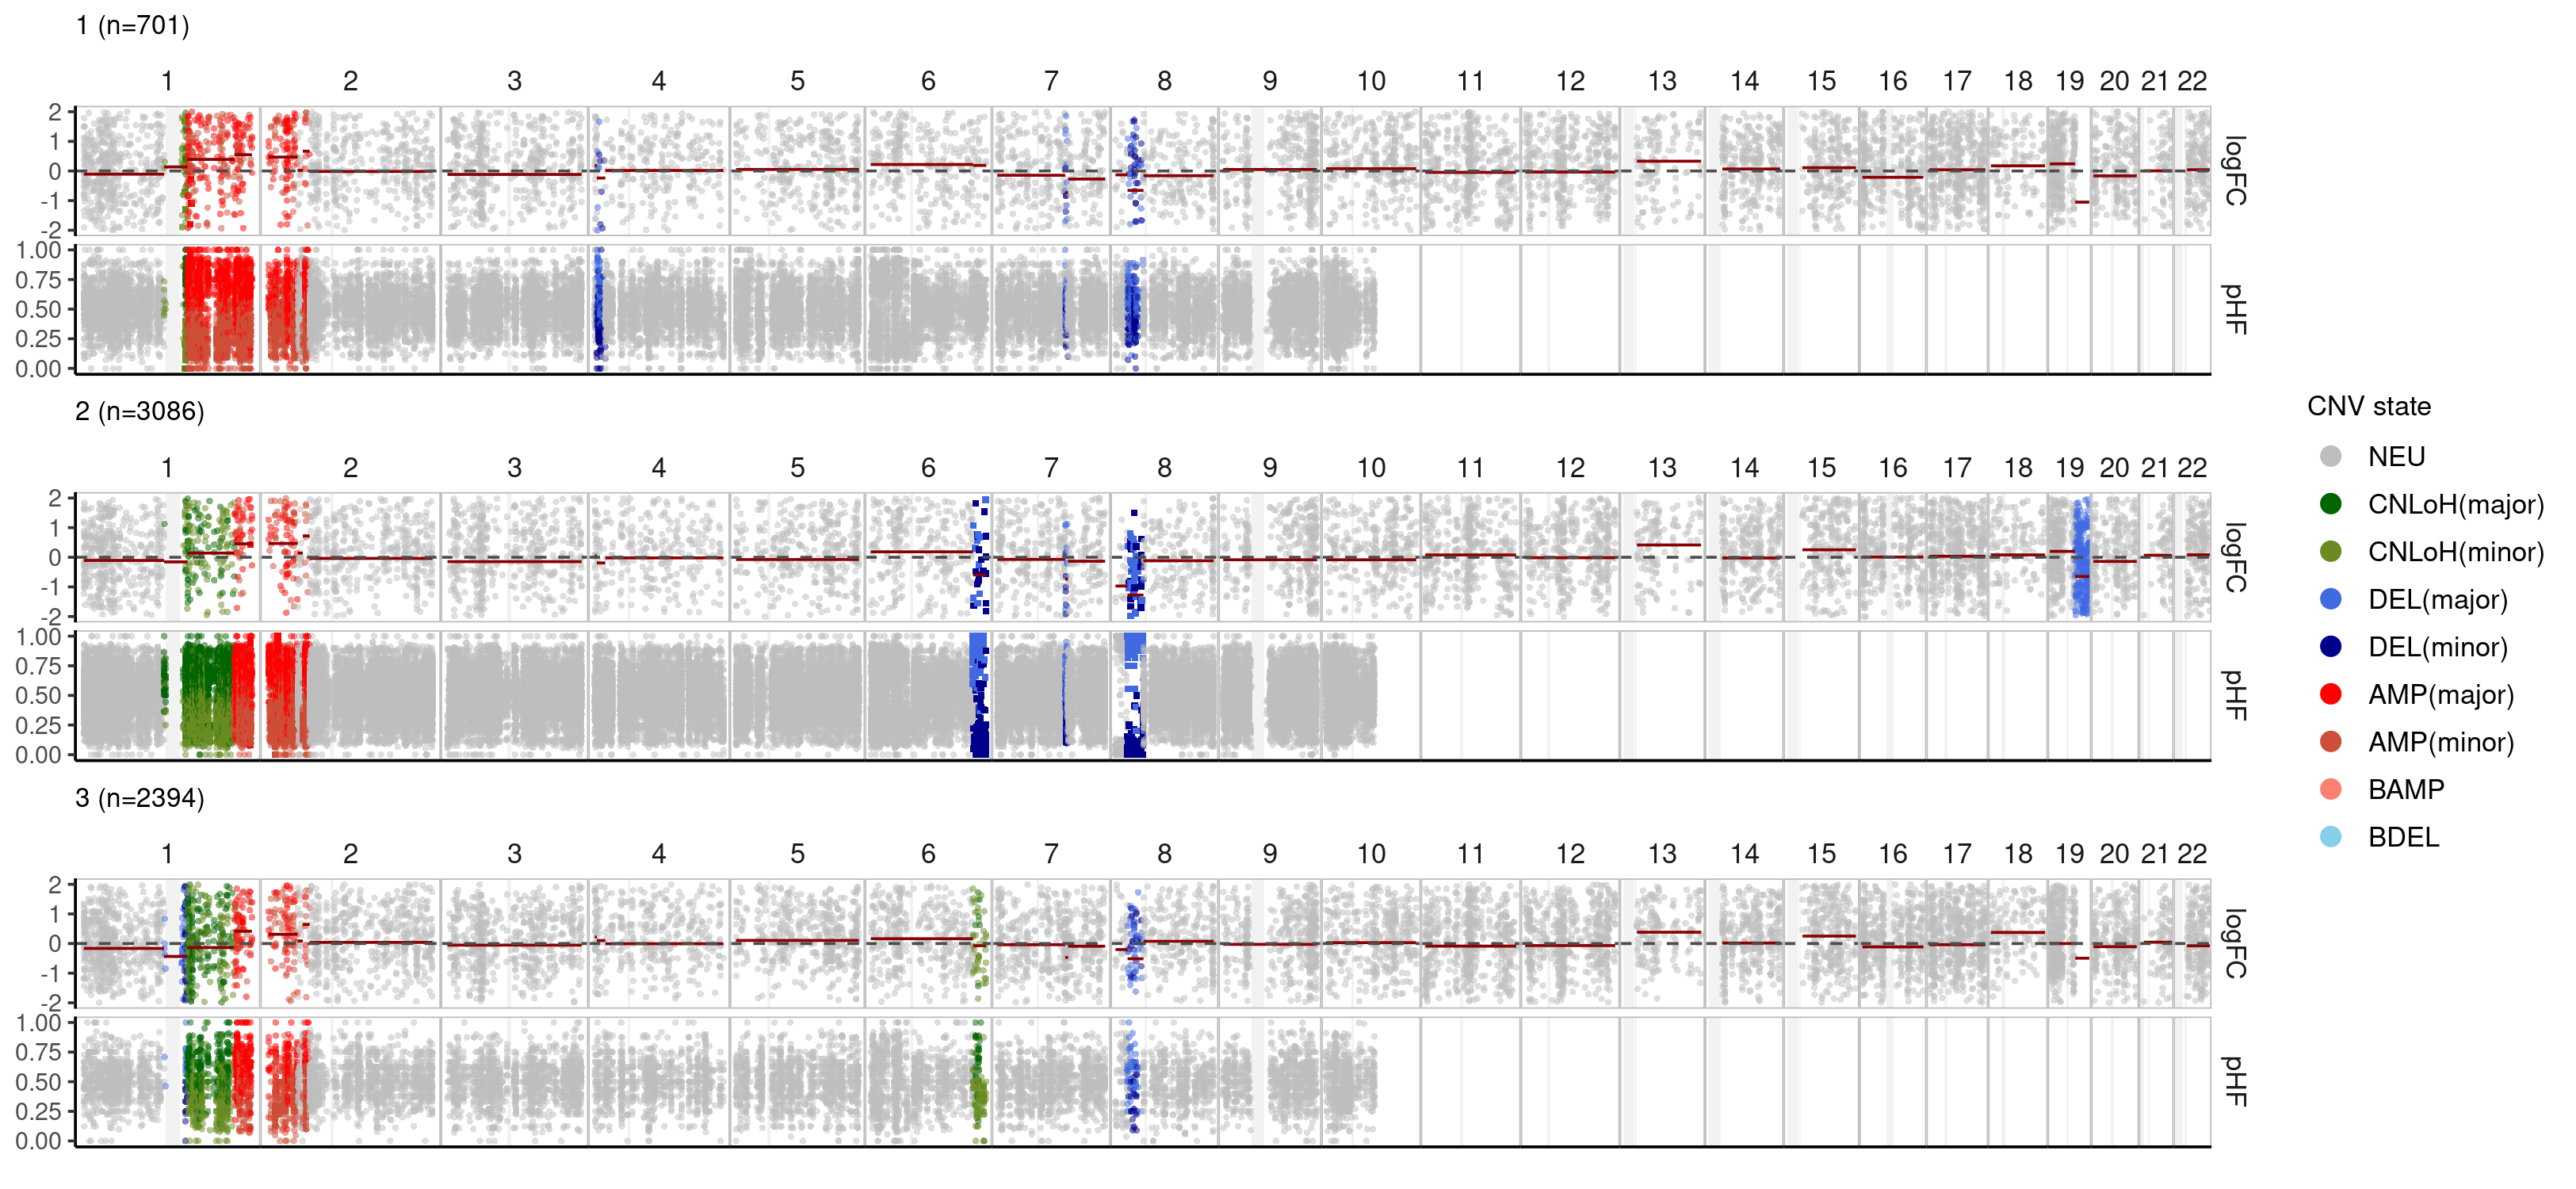 1 (n=701)
1 2 3 4 5 6 7 8 9 10 11 12 13 14 15 16 17 18 19 20 21 22
2
1
0
-1
-2
logFC
1.00
0.75
0.50
0.25
0.00
pHF
2 (n=3086)
1 2 3 4 5 6 7 8 9 10 11 12 13 14 15 16 17 18 19 20 21 22
2
1
0
-1
-2
logFC
1.00
0.75
0.50
0.25
0.00
pHF
3 (n=2394)
1 2 3 4 5 6 7 8 9 10 11 12 13 14 15 16 17 18 19 20 21 22
2
1
0
-1
-2
logFC
1.00
0.75
0.50
0.25
0.00
pHF
CNV state
NEU
CNLoH(major)
CNLoH(minor)
DEL(major)
DEL(minor)
AMP(major)
AMP(minor)
BAMP
BDEL